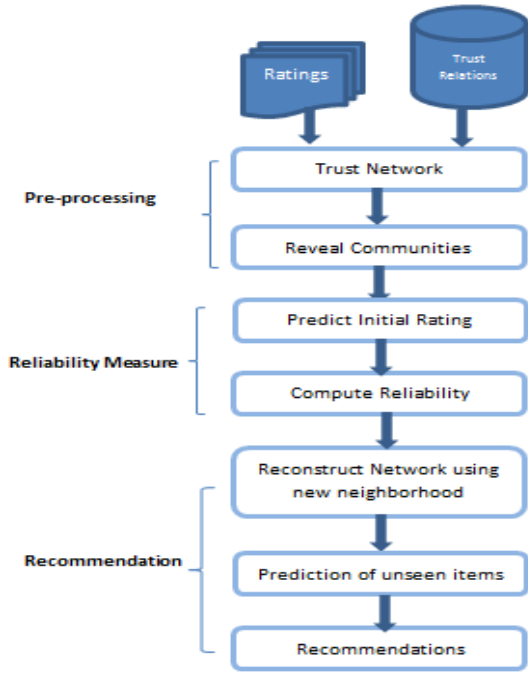 Ratings
Trust
Relations
Trust Network
Pre-processing
Reveal Communities
Predict Initial Rating
Reliability Measure
Compute Reliability
Reconstruct Network using
new neighborhood
Recommendation
Prediction of unseen items
Recommendations